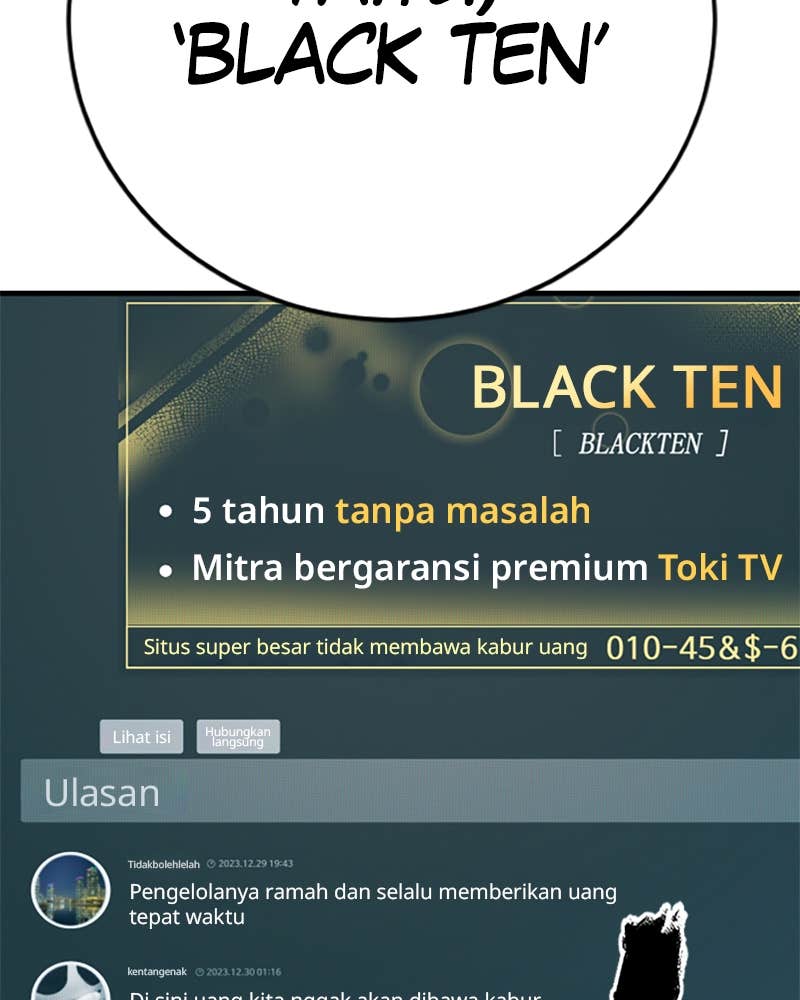 'BLACK TEN'
BLACK TEN
[ BLACKTEN ]
• 5 tahun tanpa masalah
• Mitra bergaransi premium Toki TV
Situs super besar tidak membawa kabur uang 010-45&$-6
Lihat isi
Hubungkan
langsung
Ulasan
Tidakbolehlelah 2023.12.29 19:43
Pengelolanya ramah dan selalu memberikan uang
tepat waktu
kentangenak 2023.12.30 01:16
Di sini uang kita nggak akan dibawa kabur